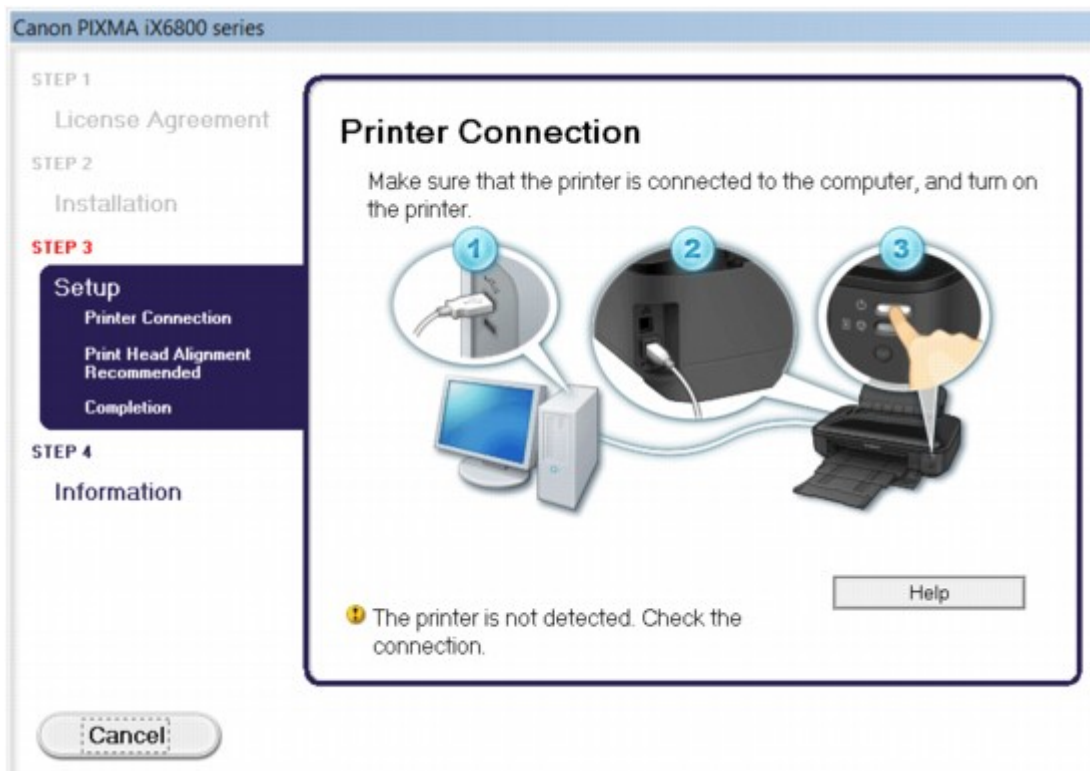 Canon PIXMA iX6800 series
STEP 1
License Agreement
STEP 2
Installation
STEP 3
Setup
Printer Connection
Print Head Alignment
Recommended
Completion
STEP 4
Information
Printer Connection
Make sure that the printer is connected to the computer, and turn on
the printer.
1
2
3
Help
The printer is not detected. Check the
connection.
Cancel